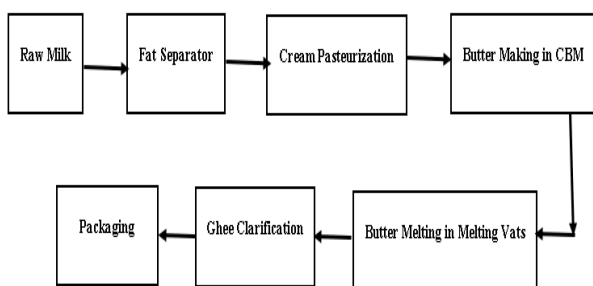 Raw Milk
Fat Separator
Cream Pasteurization
Butter Making in CBM
Butter Melting in Melting Vats
Ghee Clarification
Packaging